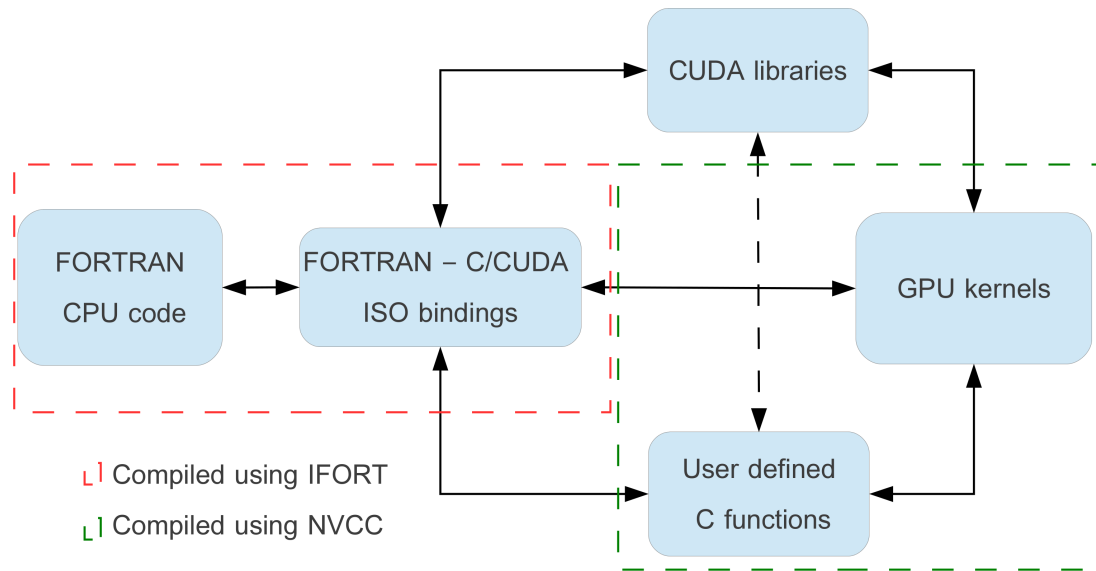 CUDA libraries
FORTRAN
CPU code
FORTRAN – C/CUDA
ISO bindings
GPU kernels
User defined
C functions
Compiled using IFORT
Compiled using NVCC